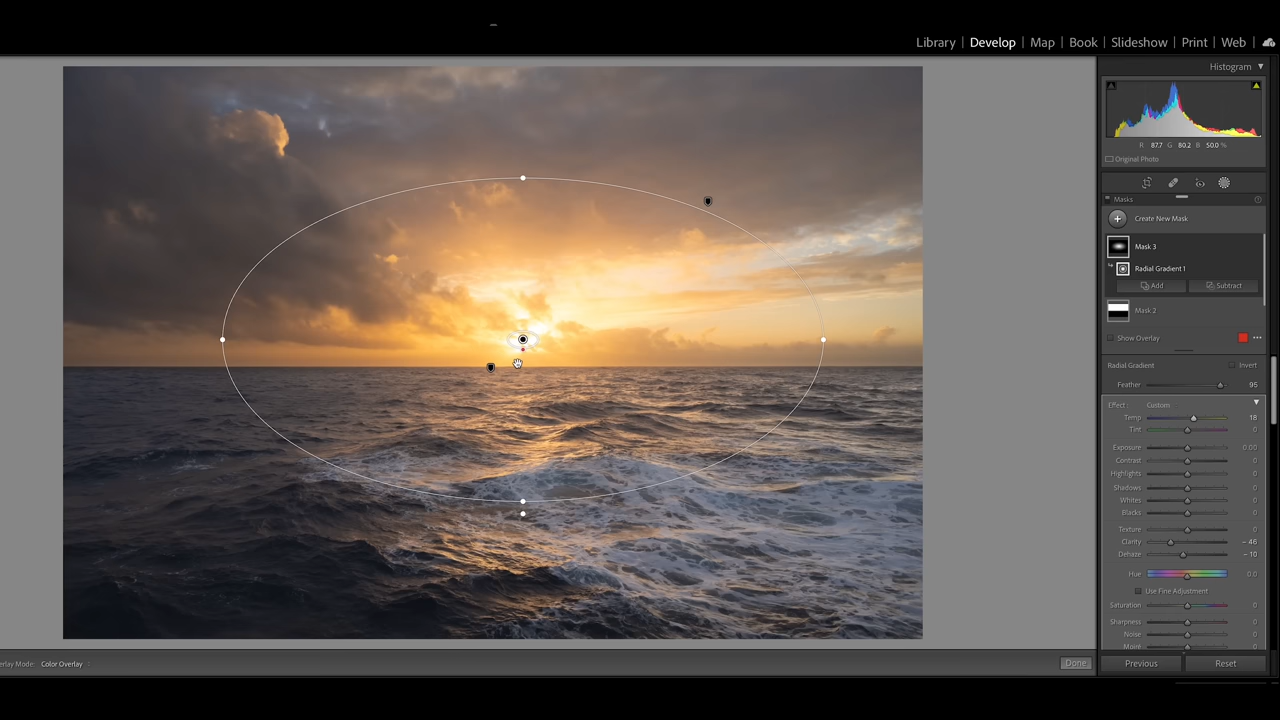 Library | Develop | Map | Book | Slideshow | Print | Web
Histogram
R 87.7 G 80.2 B 50.0 %
Original Photo
Masks
Create New Mask
Mask 3
Radial Gradient 1
Add Subtract
Mask 2
Show Overlay
Radial Gradient Invert
Feather 95
Effect : Custom
Temp 18
Tint 0
Exposure 0.00
Contrast 0
Highlights 0
Shadows 0
Whites 0
Blacks 0
Texture 0
Clarity - 46
Dehaze - 10
Hue 0.0
Use Fine Adjustment
Saturation 0
Sharpness 0
Noise 0
Moiré 0
erlay Mode: Color Overlay
Done
Previous Reset